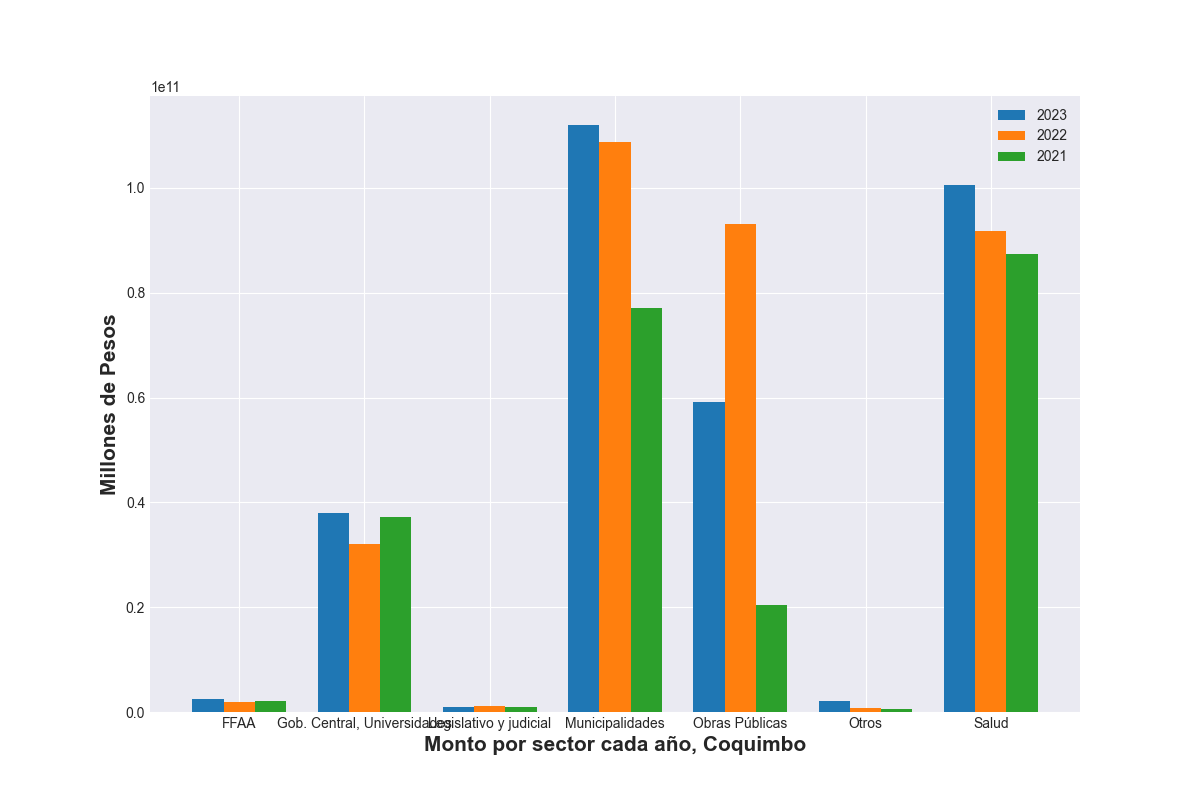 1e11
2023
2022
2021
1.0
0.8
0.6
0.4
0.2
0.0
Millones de Pesos
FFAA
Gob. Central, Universidades
Legislativo y judicial
Municipalidades
Obras Públicas
Otros
Salud
Monto por sector cada año, Coquimbo